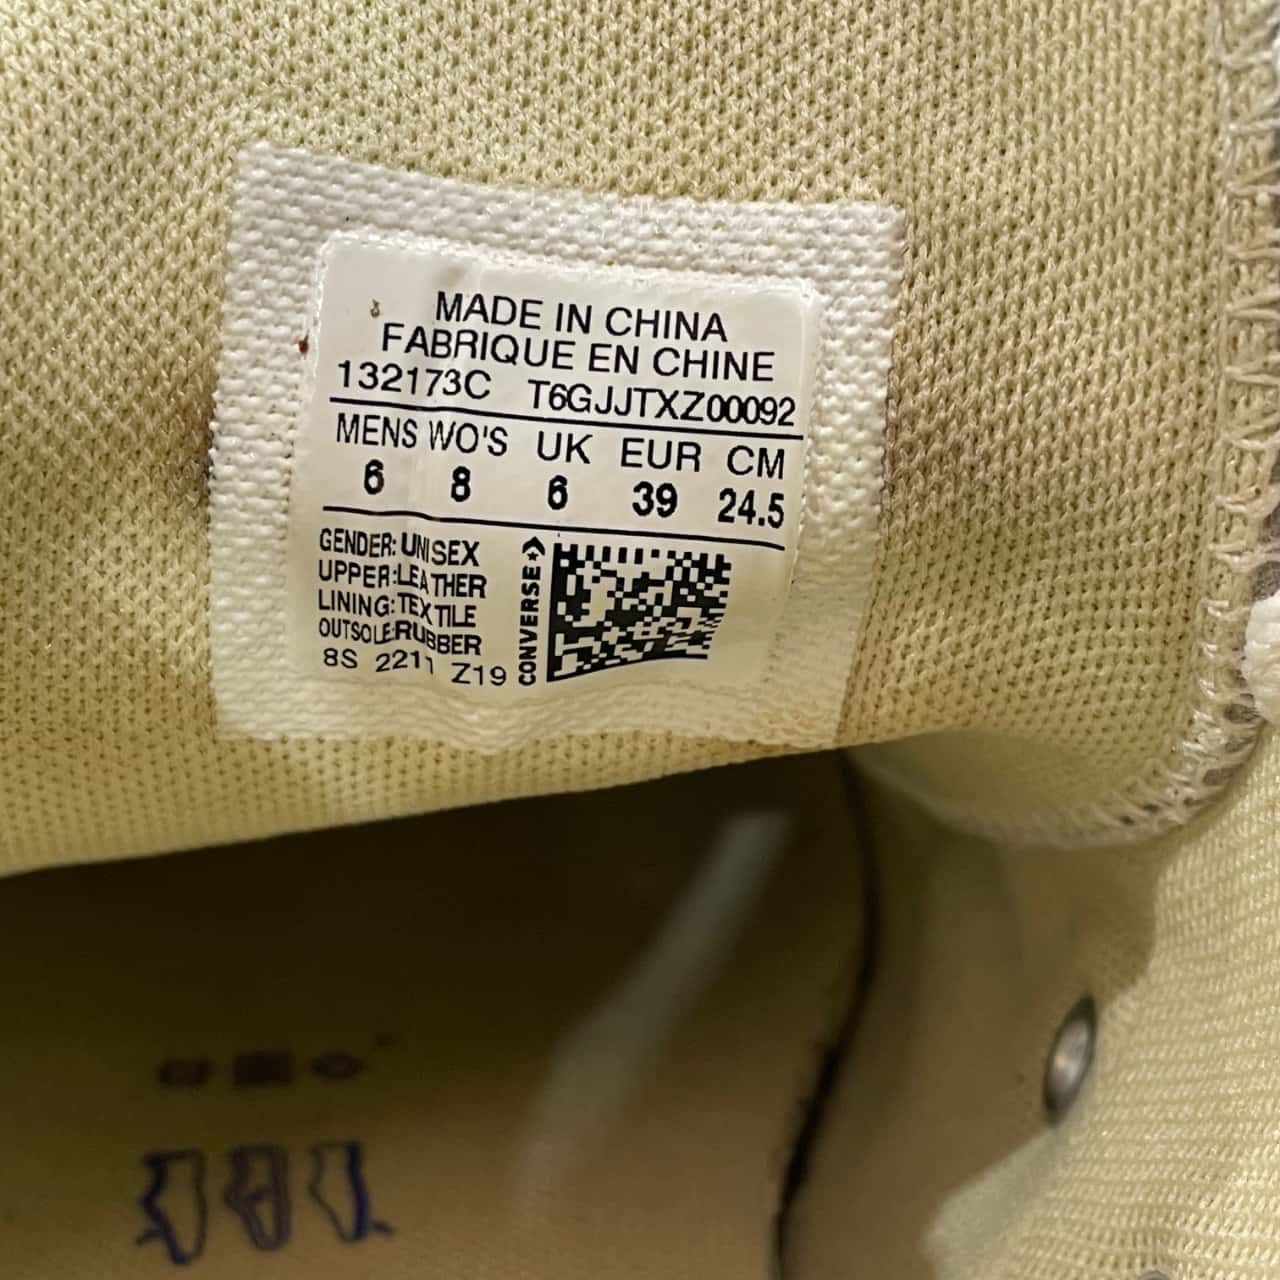 MADE IN CHINA
FABRIQUE EN CHINE
132173C T6GJJTXZ00092
MENS WO'S UK EUR CM
6 8 6 39 24.5
GENDER: UNISEX
UPPER:LEATHER
LINING:TEXTILE
OUTSOLE:RUBBER
8S 2211 Z19
CONVERSE